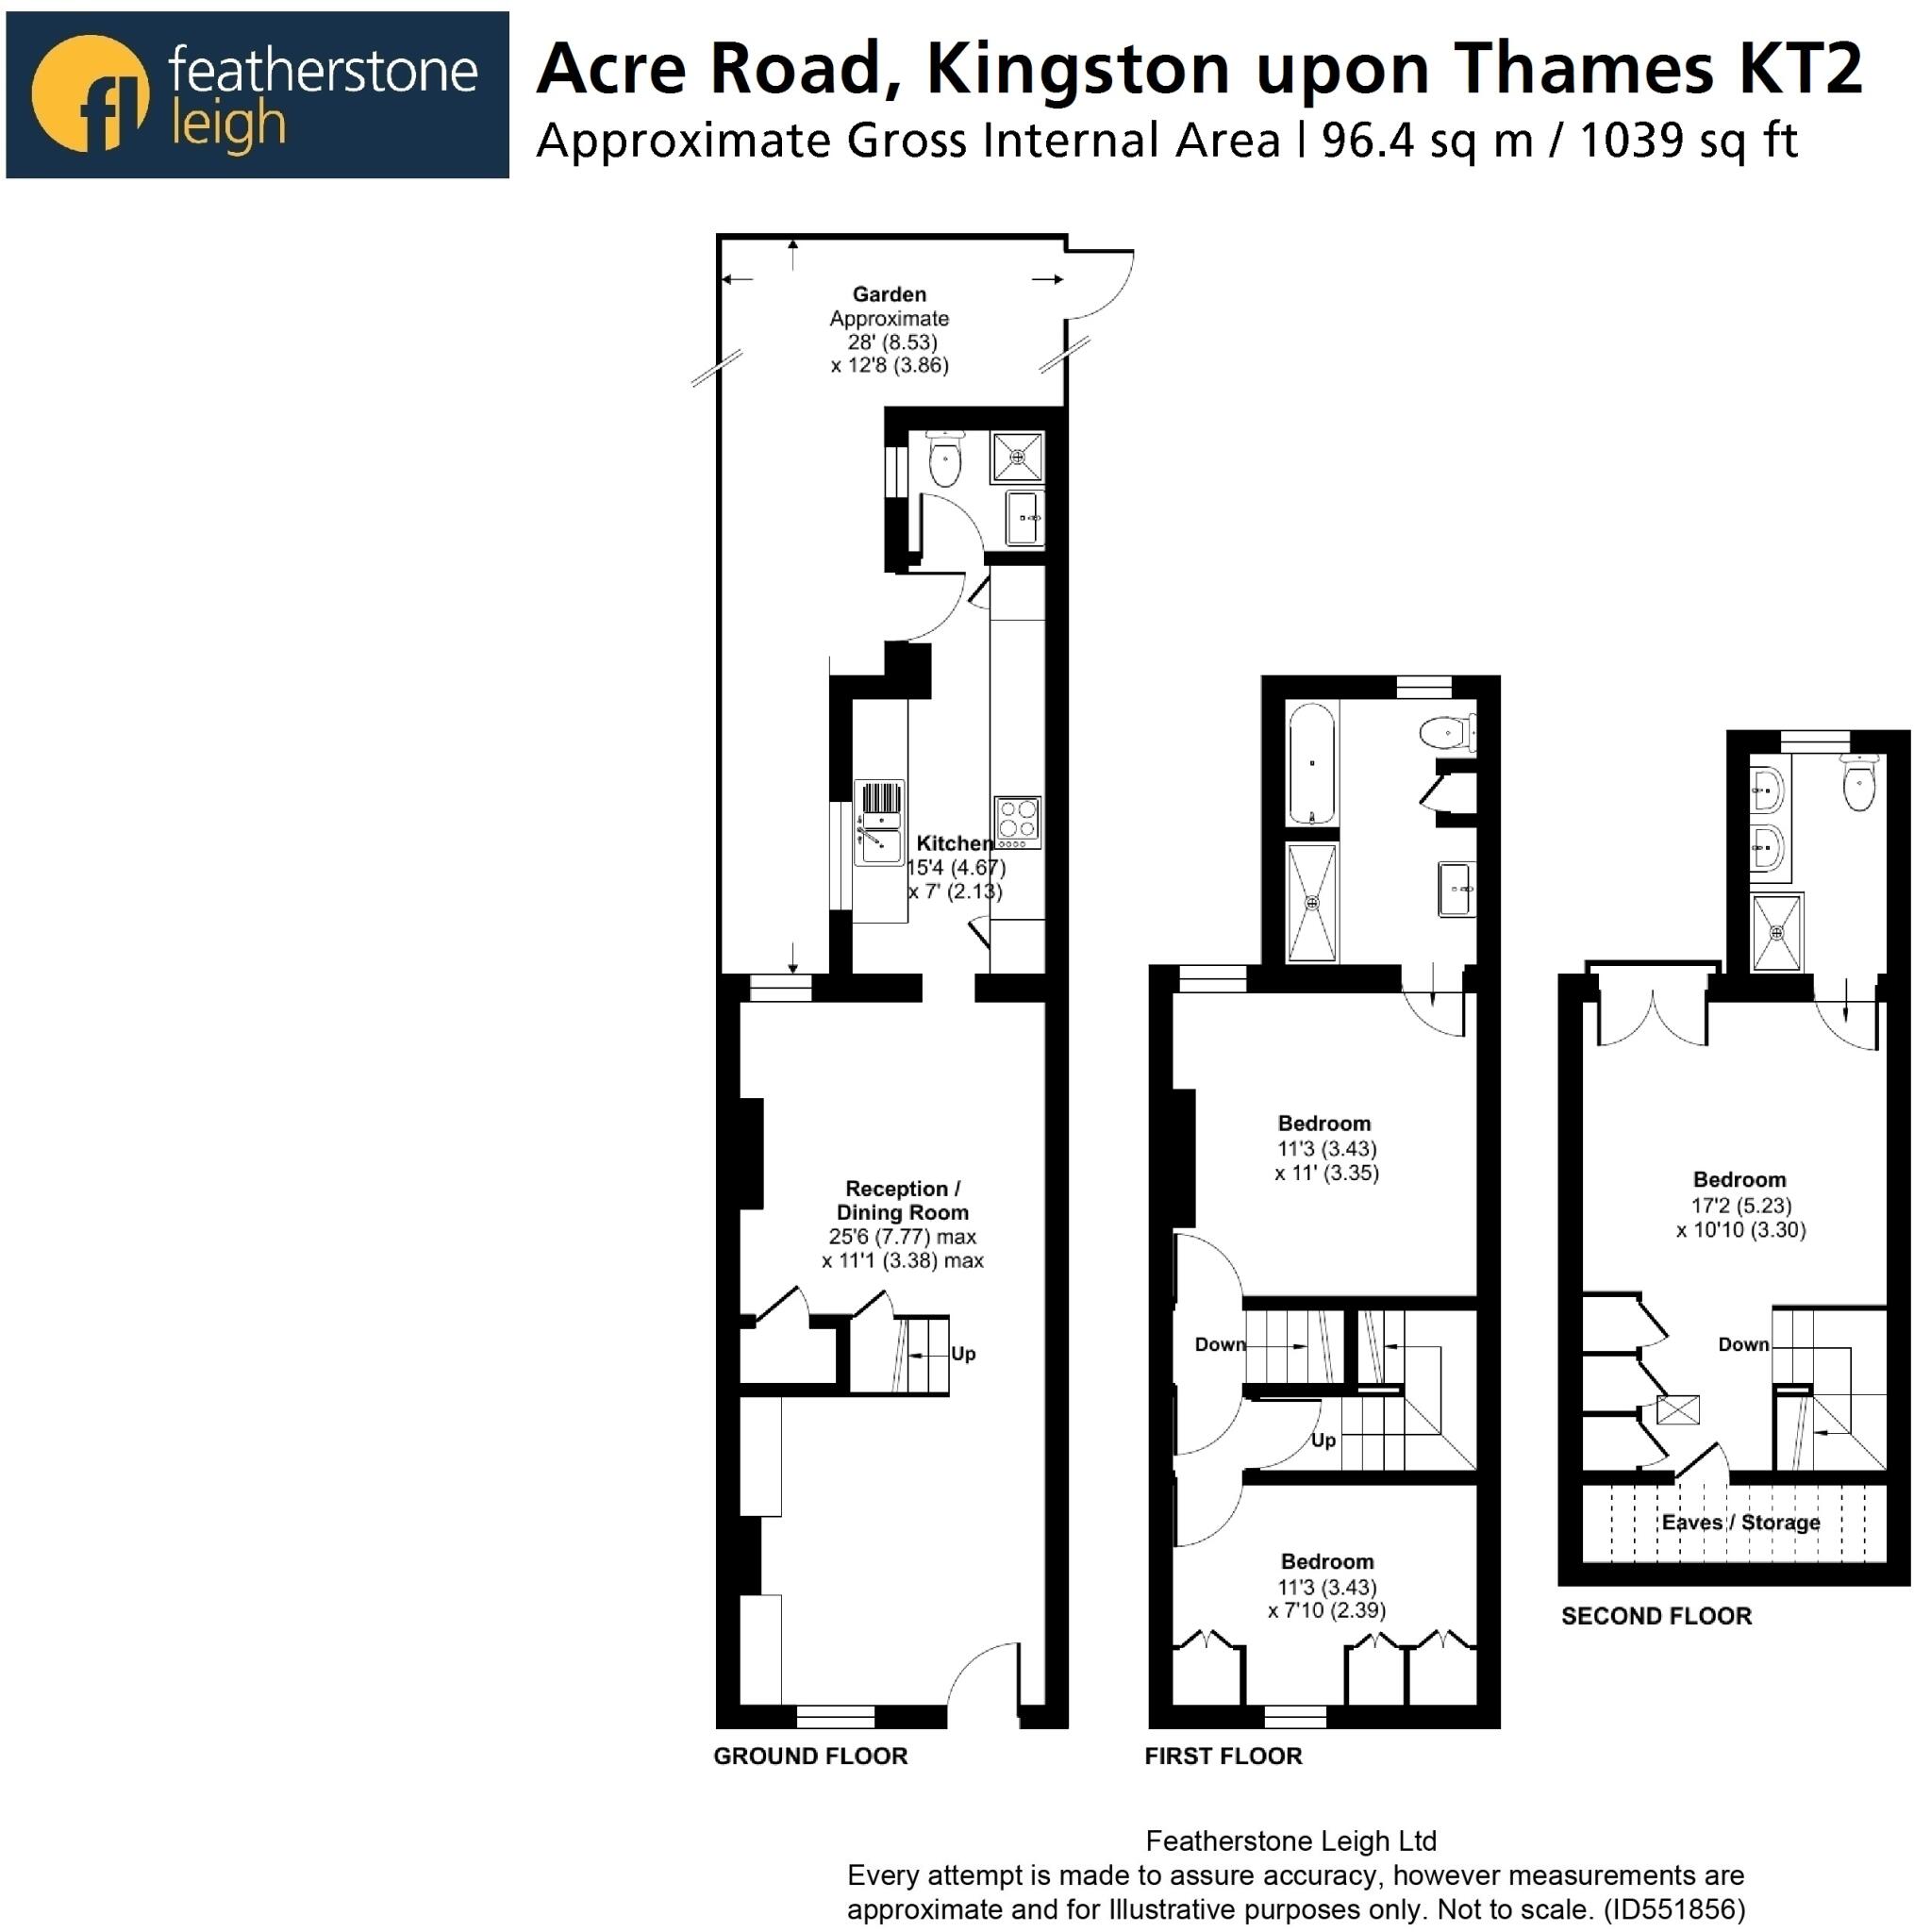 featherstone
leigh
Acre Road, Kingston upon Thames KT2
Approximate Gross Internal Area | 96.4 sq m / 1039 sq ft
Garden
Approximate
28' (8.53)
x 12'8 (3.86)
Kitchen
15'4 (4.67)
x 7' (2.13)
Reception /
Dining Room
25'6 (7.77) max
x 11'1 (3.38) max
Up
GROUND FLOOR
Bedroom
11'3 (3.43)
x 11' (3.35)
Down
Up
Bedroom
11'3 (3.43)
x 7'10 (2.39)
FIRST FLOOR
Bedroom
17'2 (5.23)
x 10'10 (3.30)
Down
Eaves / Storage
SECOND FLOOR
Featherstone Leigh Ltd
Every attempt is made to assure accuracy, however measurements are
approximate and for Illustrative purposes only. Not to scale. (ID551856)